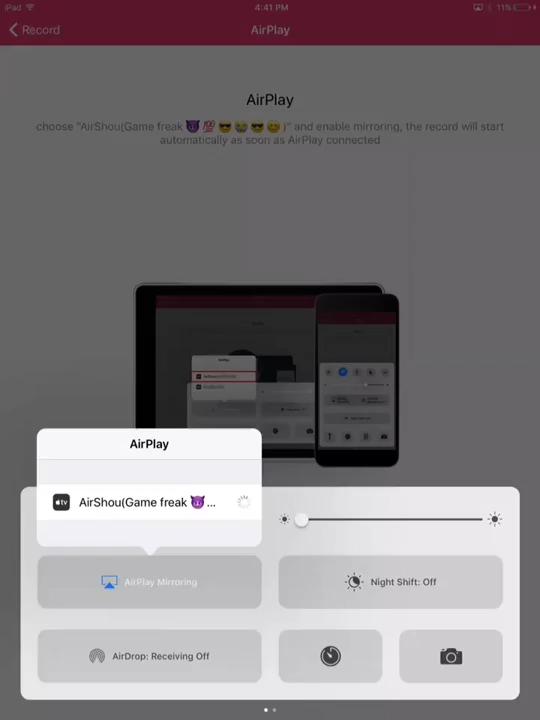 iPad
4:41 PM
11%
Record
AirPlay
AirPlay
choose "AirShou(Game freak 😈💯😎😹😎😊)" and enable mirroring, the record will start
automatically as soon as AirPlay connected
AirPlay
tv
AirShou(Game freak 😈 ...
AirPlay Mirroring
Night Shift: Off
AirDrop: Receiving Off